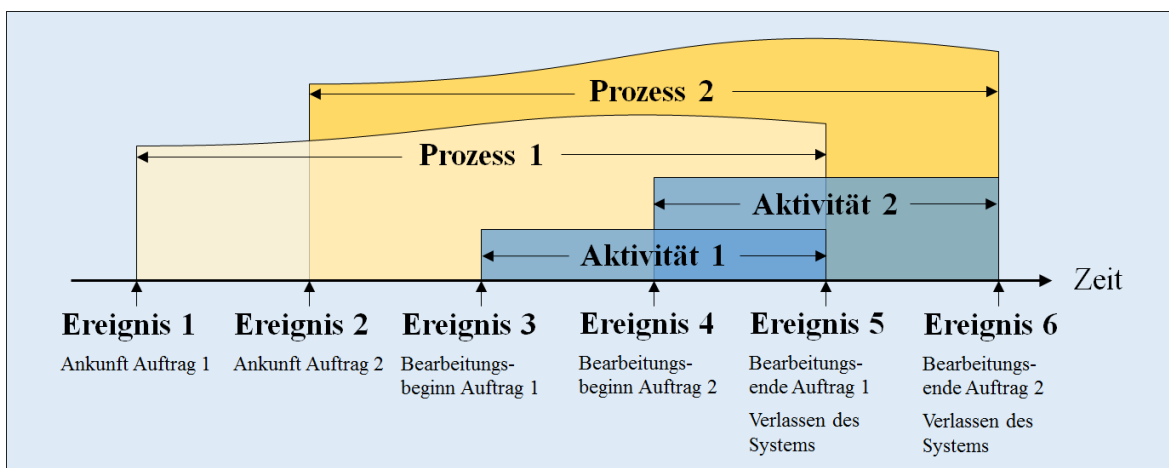 Prozess 2
Prozess 1
Aktivität 2
Aktivität 1
Zeit
Ereignis 1
Ankunft Auftrag 1
Ereignis 2
Ankunft Auftrag 2
Ereignis 3
Bearbeitungs-
beginn Auftrag 1
Ereignis 4
Bearbeitungs-
beginn Auftrag 2
Ereignis 5
Bearbeitungs-
ende Auftrag 1
Verlassen des
Systems
Ereignis 6
Bearbeitungs-
ende Auftrag 2
Verlassen des
Systems